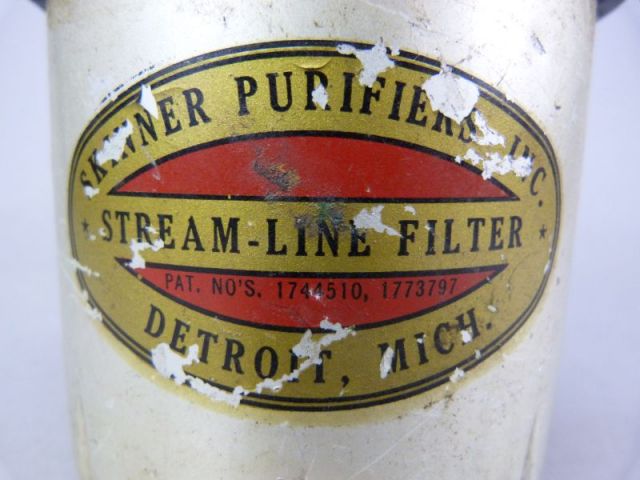 SKINNER PURIFIERS, INC.
* STREAM-LINE FILTER *
PAT. NO'S. 1744510, 1773797
DETROIT, MICH.